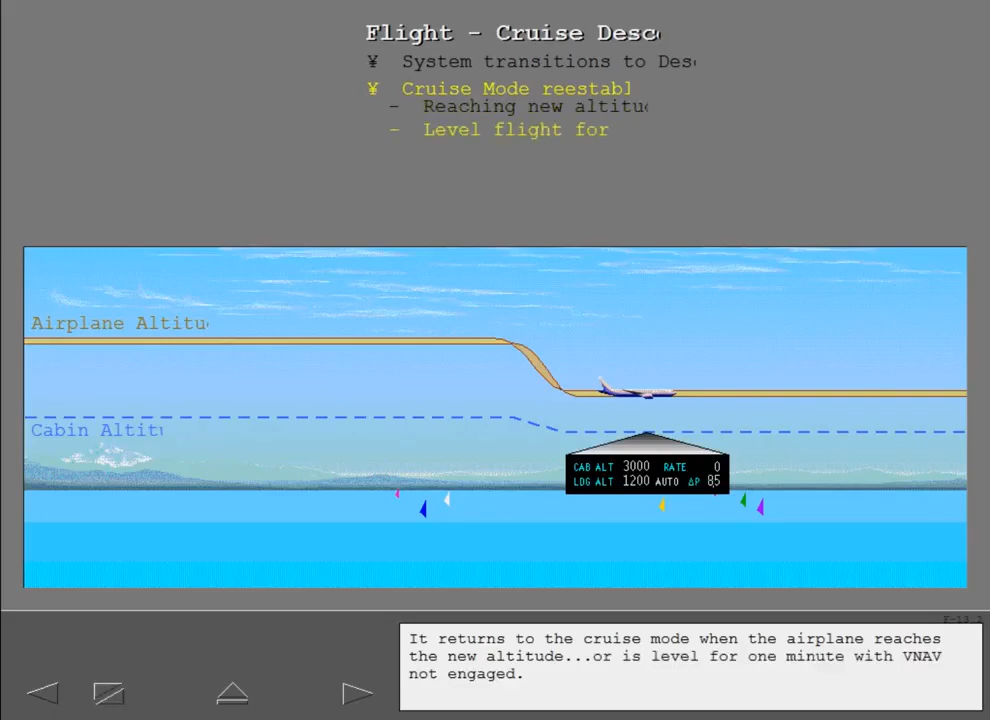 Flight - Cruise Desc
¥ System transitions to Des
¥ Cruise Mode reestabl
- Reaching new altitu
- Level flight for
Airplane Altitu
Cabin Altit
CAB ALT 3000 RATE 0
LDG ALT 1200 AUTO ΔP 85
It returns to the cruise mode when the airplane reaches
the new altitude...or is level for one minute with VNAV
not engaged.